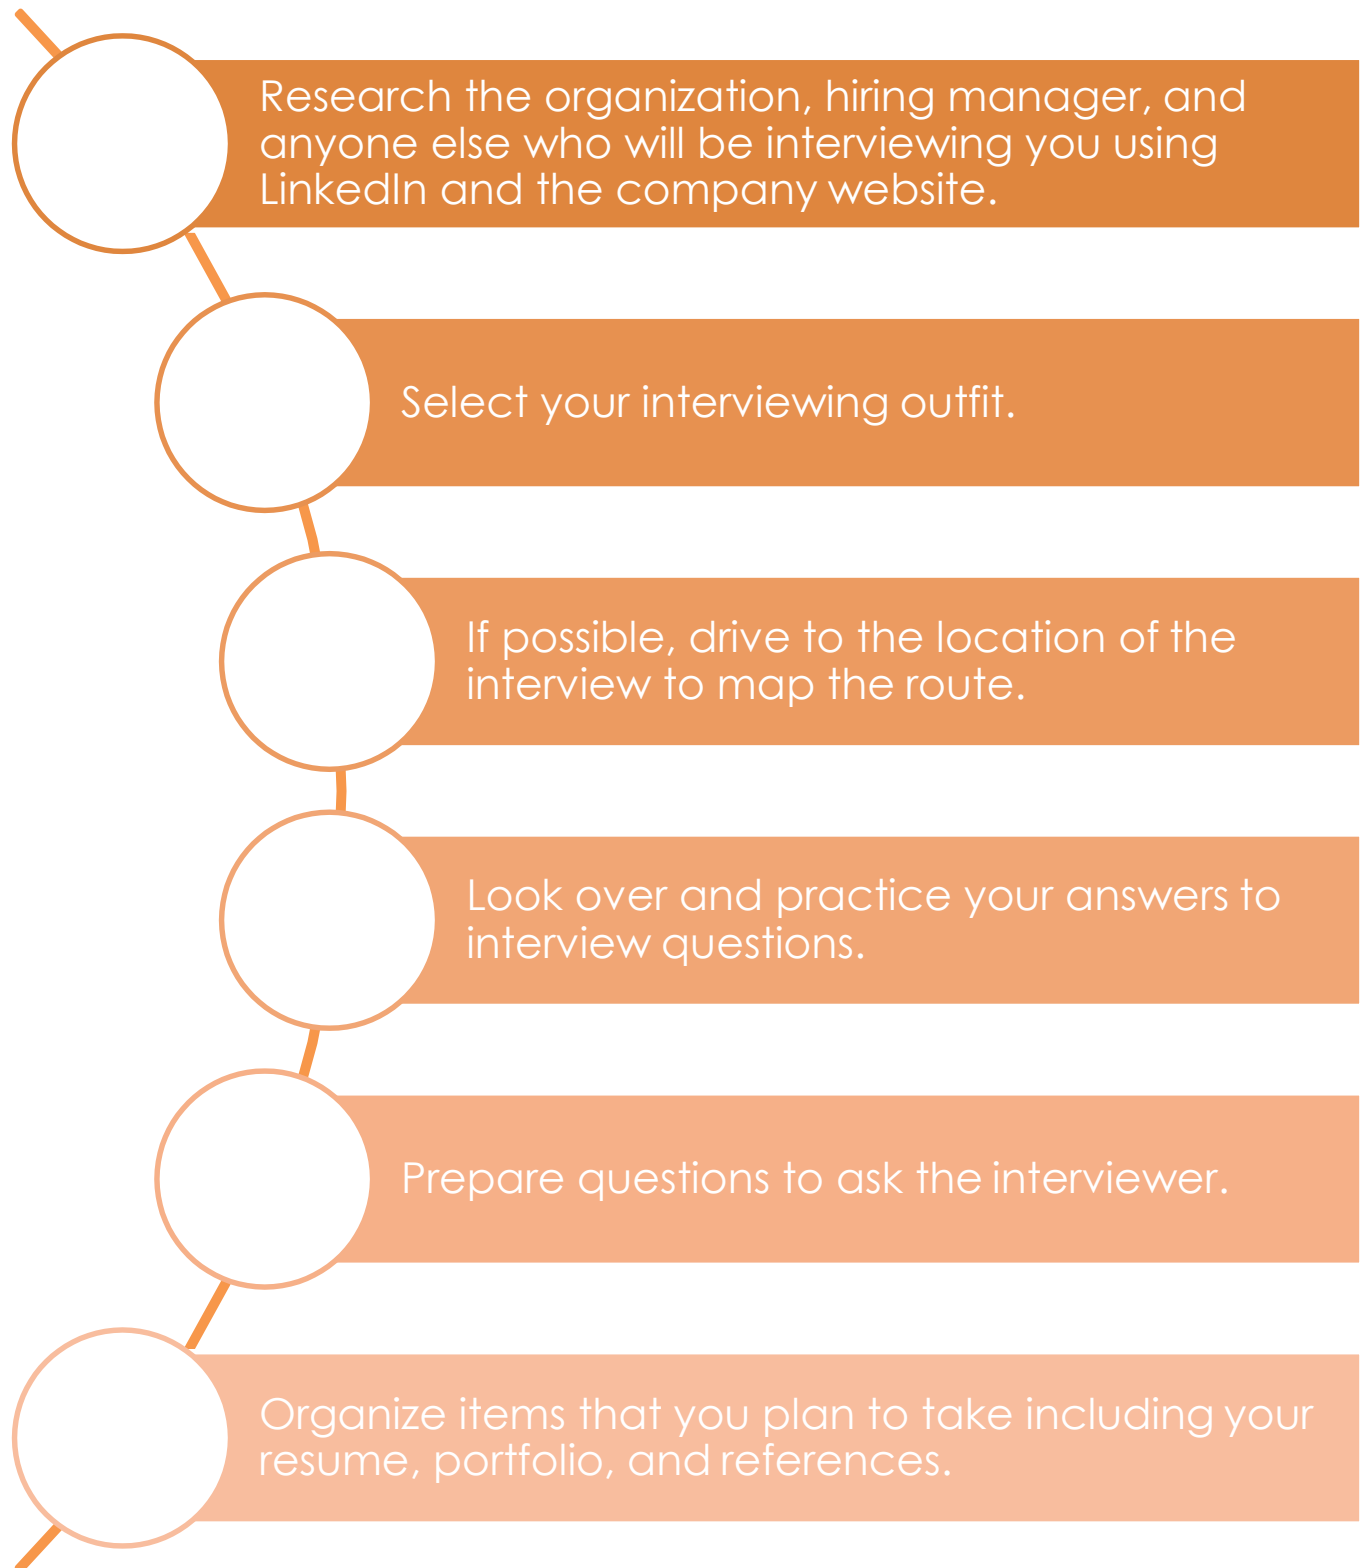 Research the organization, hiring manager, and
anyone else who will be interviewing you using
LinkedIn and the company website.
Select your interviewing outfit.
If possible, drive to the location of the
interview to map the route.
Look over and practice your answers to
interview questions.
Prepare questions to ask the interviewer.
Organize items that you plan to take including your
resume, portfolio, and references.